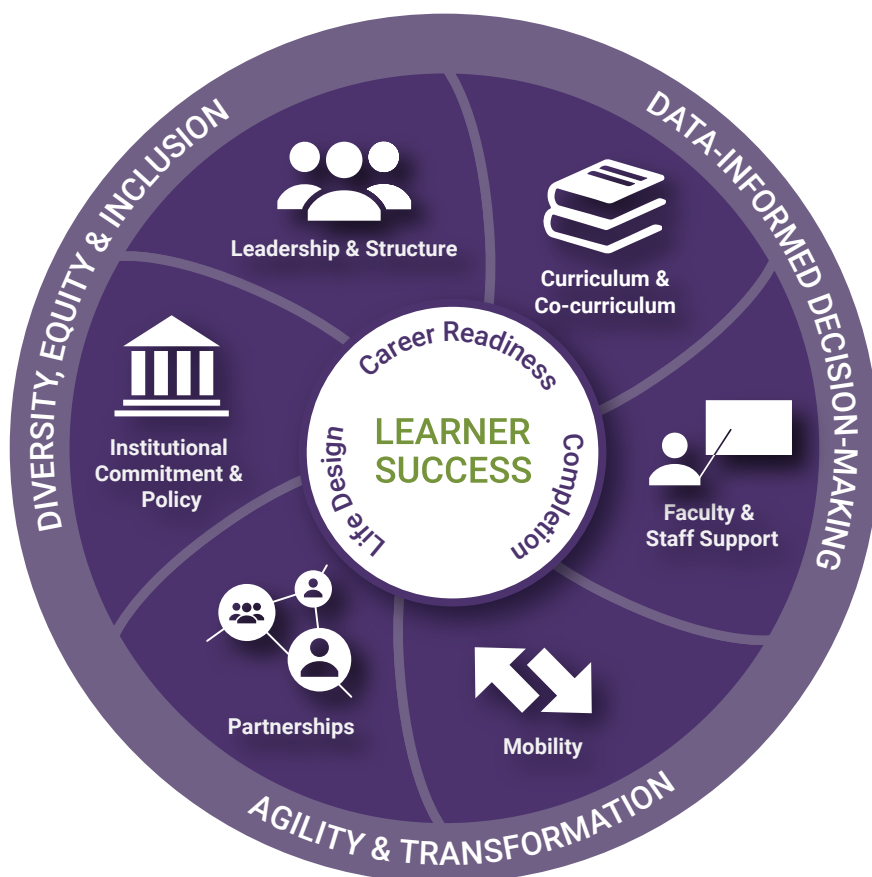 DIVERSITY, EQUITY & INCLUSION
DATA-INFORMED DECISION-MAKING
AGILITY & TRANSFORMATION
Leadership & Structure
Curriculum &
Co-curriculum
Faculty &
Staff Support
Mobility
Partnerships
Institutional
Commitment &
Policy
Career Readiness
Completion
Life Design
LEARNER
SUCCESS